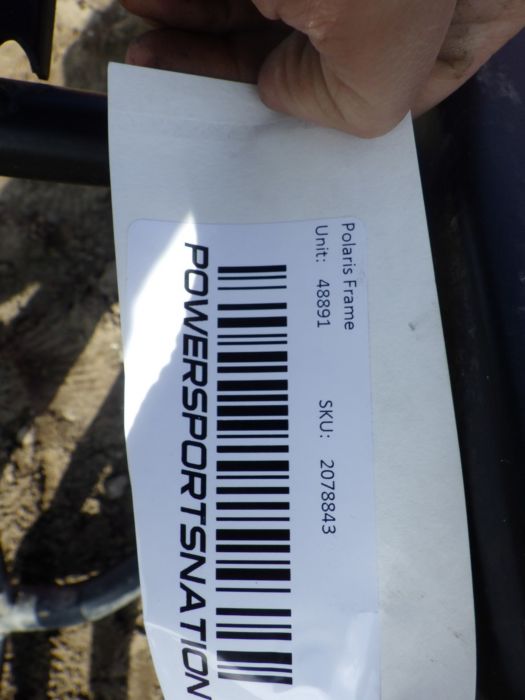 Polaris Frame
Unit: 48891 SKU: 2078843
POWERSPORTSNATION